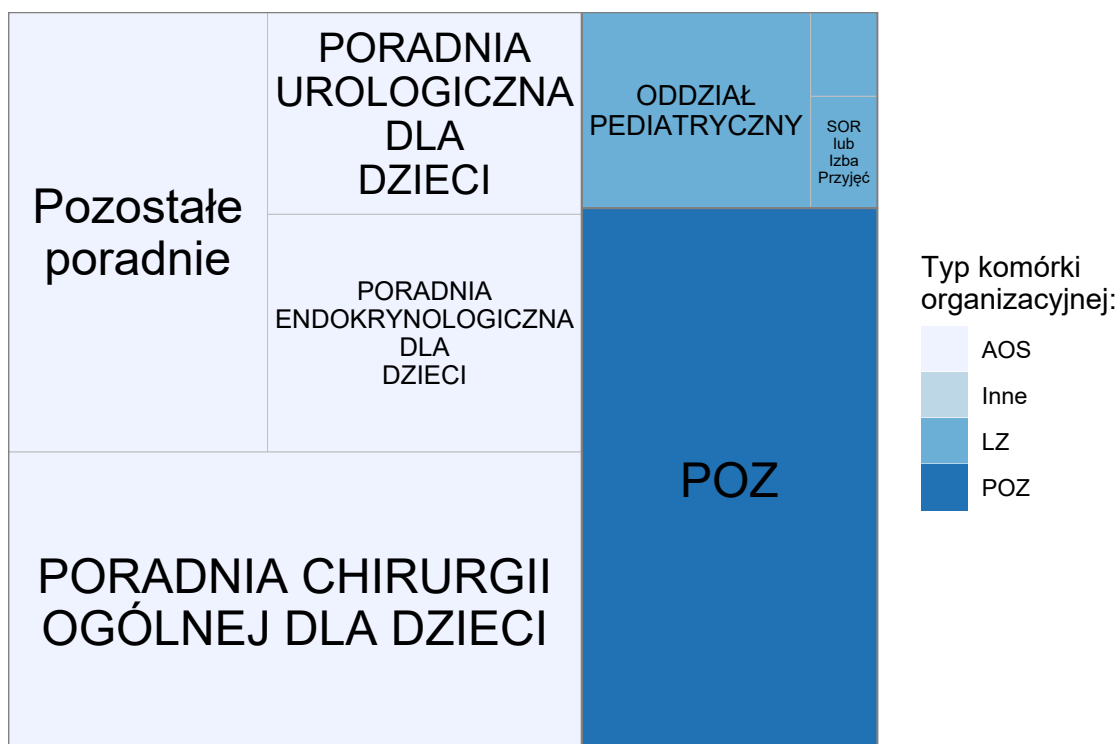 Pozostałe
poradnie
PORADNIA
UROLOGICZNA
DLA
DZIECI
PORADNIA
ENDOKRYNOLOGICZNA
DLA
DZIECI
PORADNIA CHIRURGII
OGÓLNEJ DLA DZIECI
ODDZIAŁ
PEDIATRYCZNY
SOR
lub
Izba
Przyjęć
POZ
Typ komórki
organizacyjnej:
AOS
Inne
LZ
POZ